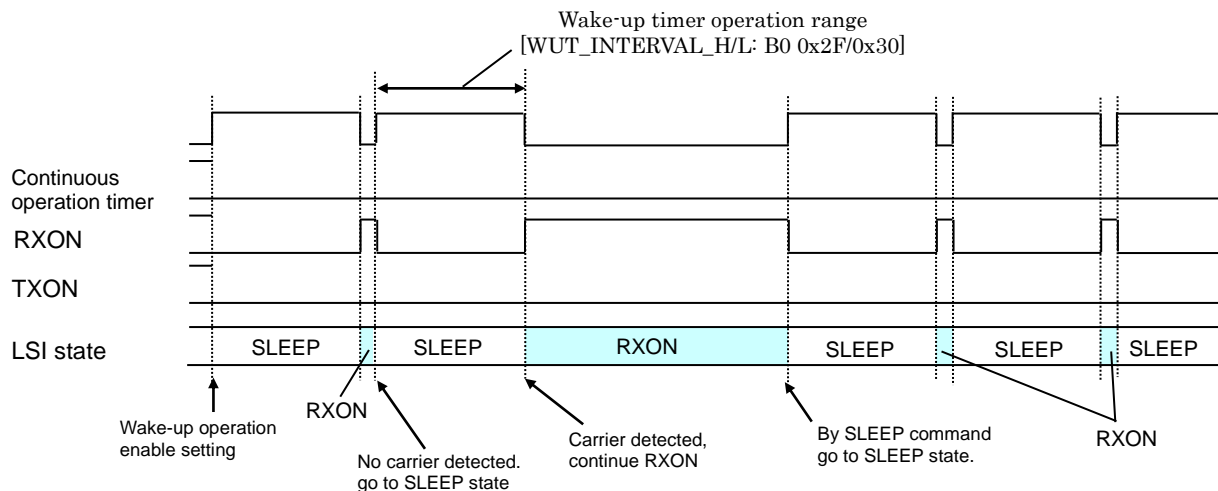 Wake-up timer operation range
[WUT_INTERVAL_H/L: B0 0x2F/0x30]
Continuous
operation timer
RXON
TXON
LSI state
SLEEP
SLEEP
RXON
SLEEP
SLEEP
SLEEP
RXON
RXON
Wake-up operation
enable setting
No carrier detected.
go to SLEEP state
Carrier detected,
continue RXON
By SLEEP command
go to SLEEP state.